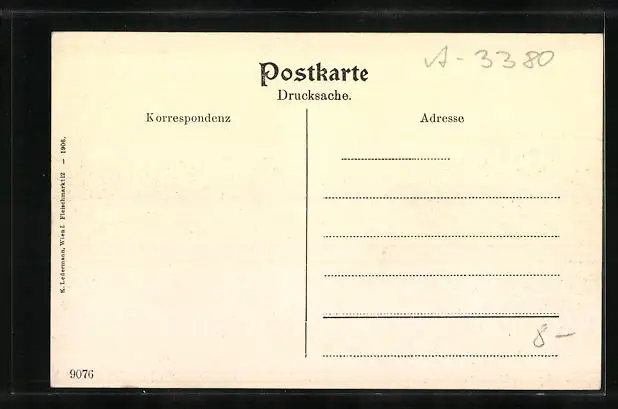 A-3380
Postkarte
Drucksache.
Korrespondenz
Adresse
K. Ledermann, Wien I Fleischmarkt 12 — 1906.
8 —
9076